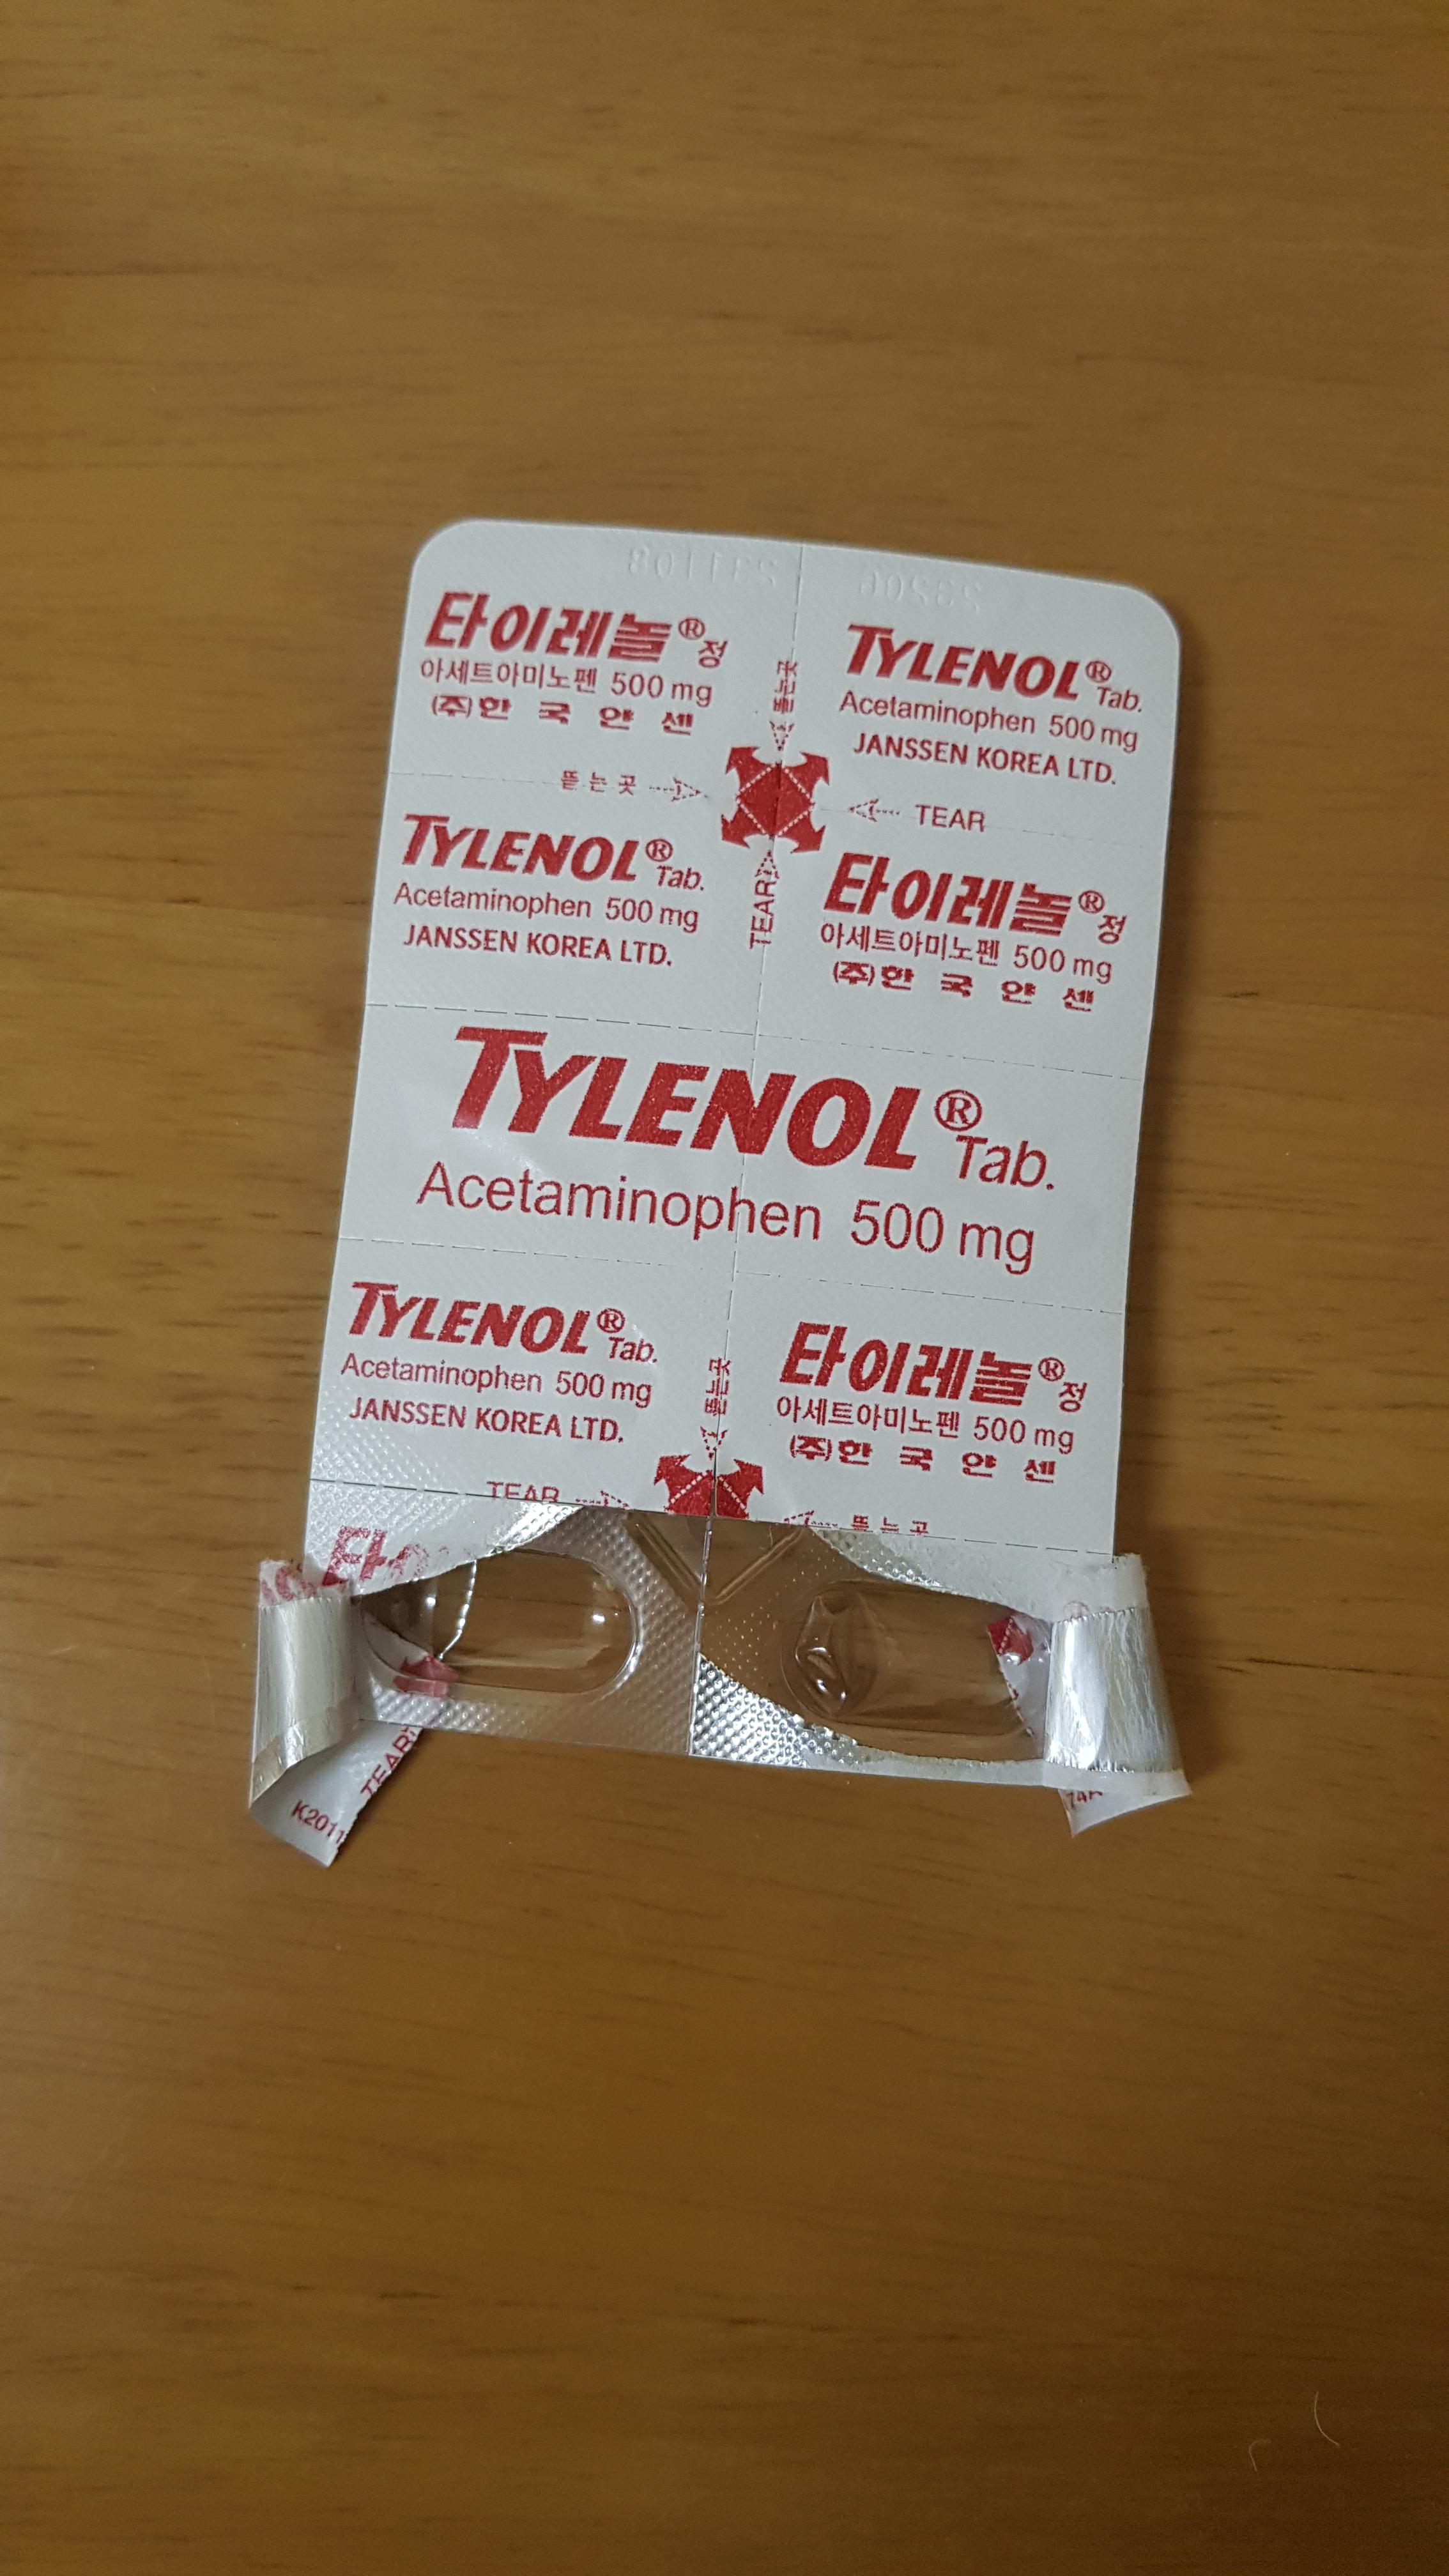 타이레놀®정
아세트아미노펜 500 mg
(주)한 국 얀 센
TYLENOL® Tab.
Acetaminophen 500 mg
JANSSEN KOREA LTD.
뜯는곳
뜯 는 곳
TEAR
TEAR
TYLENOL® Tab.
Acetaminophen 500 mg
JANSSEN KOREA LTD.
타이레놀®정
아세트아미노펜 500 mg
(주)한 국 얀 센
TYLENOL® Tab.
Acetaminophen 500 mg
TYLENOL® Tab.
Acetaminophen 500 mg
JANSSEN KOREA LTD.
타이레놀®정
아세트아미노펜 500 mg
(주)한 국 얀 센
뜯는곳
TEAR
뜯 는 곳
TEAR